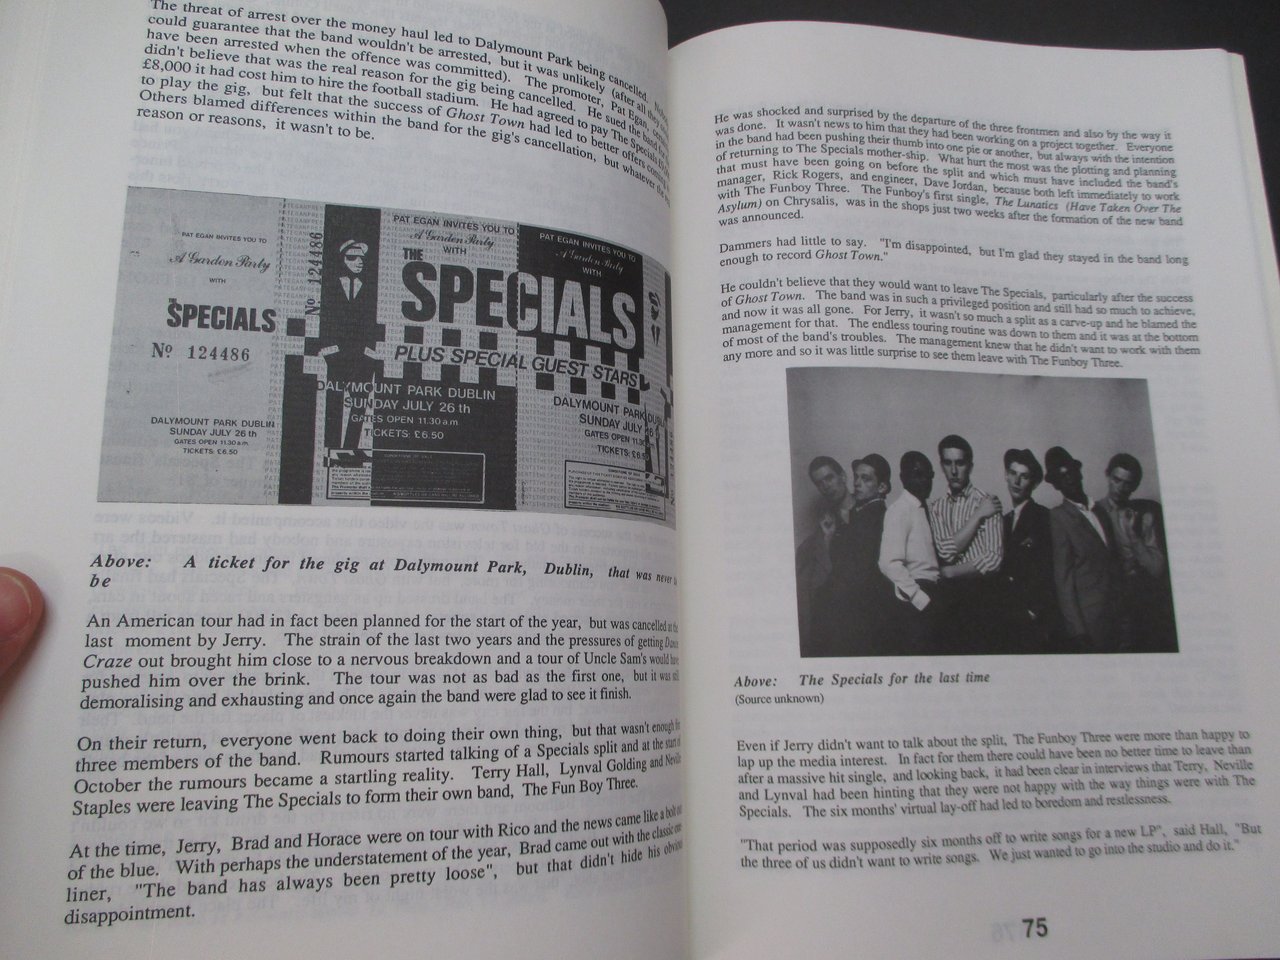 The threat of arrest over the money haul led to Dalymount Park being cancelled.
could guarantee that the band wouldn't be arrested, but it was unlikely (after all they
have been arrested when the offence was committed). The promoter, Pat Egan,
didn't believe that was the real reason for the gig being cancelled. He sued the band for
£8,000 it had cost him to hire the football stadium. He had agreed to pay The Specials
to play the gig, but felt that the success of Ghost Town had led to better offers
Others blamed differences within the band for the gig's cancellation, but whatever the
reason or reasons, it wasn't to be.
PAT EGAN INVITES YOU TO
A Garden Party
WITH
THE SPECIALS
Nº 124486
DALYMOUNT PARK DUBLIN
SUNDAY JULY 26 th
GATES OPEN 11.30 a.m
TICKETS: £6.50
Nº 124486
PAT EGAN INVITES YOU TO
A Garden Party
WITH
THE
SPECIALS
PLUS SPECIAL GUEST STARS
DALYMOUNT PARK DUBLIN
SUNDAY JULY 26 th
GATES OPEN 11.30 a.m
TICKETS: £6.50
PAT EGAN INVITES YOU TO
A Garden Party
WITH
DALYMOUNT PARK DUBLIN
SUNDAY JULY 26
GATES OPEN 11.30 a.m
TICKETS: £6.50
Above: A ticket for the gig at Dalymount Park, Dublin, that was never to
be
An American tour had in fact been planned for the start of the year, but was cancelled at the
last moment by Jerry. The strain of the last two years and the pressures of getting Dance
Craze out brought him close to a nervous breakdown and a tour of Uncle Sam's would have
pushed him over the brink. The tour was not as bad as the first one, but it was still
demoralising and exhausting and once again the band were glad to see it finish.
On their return, everyone went back to doing their own thing, but that wasn't enough for
three members of the band. Rumours started talking of a Specials split and at the start of
October the rumours became a startling reality. Terry Hall, Lynval Golding and Neville
Staples were leaving The Specials to form their own band, The Fun Boy Three.
At the time, Jerry, Brad and Horace were on tour with Rico and the news came like a bolt out
of the blue. With perhaps the understatement of the year, Brad came out with the classic one
liner, "The band has always been pretty loose", but that didn't hide his obvious
disappointment.
He was shocked and surprised by the departure of the three frontmen and also by the way it
was done. It wasn't news to him that they had been working on a project together. Everyone
in the band had been pushing their thumb into one pie or another, but always with the intention
of returning to The Specials mother-ship. What hurt the most was the plotting and planning
that must have been going on before the split and which must have included the band's
manager, Rick Rogers, and engineer, Dave Jordan, because both left immediately to work
with The Funboy Three. The Funboy's first single, The Lunatics (Have Taken Over The
Asylum) on Chrysalis, was in the shops just two weeks after the formation of the new band
was announced.
Dammers had little to say. "I'm disappointed, but I'm glad they stayed in the band long
enough to record Ghost Town."
He couldn't believe that they would want to leave The Specials, particularly after the success
of Ghost Town. The band was in such a privileged position and still had so much to achieve,
and now it was all gone. For Jerry, it wasn't so much a split as a carve-up and he blamed the
management for that. The endless touring routine was down to them and it was at the bottom
of most of the band's troubles. The management knew that he didn't want to work with them
any more and so it was little surprise to see them leave with The Funboy Three.
Above: The Specials for the last time
(Source unknown)
Even if Jerry didn't want to talk about the split, The Funboy Three were more than happy to
lap up the media interest. In fact for them there could have been no better time to leave than
after a massive hit single, and looking back, it had been clear in interviews that Terry, Neville
and Lynval had been hinting that they were not happy with the way things were with The
Specials. The six months' virtual lay-off had led to boredom and restlessness.
"That period was supposedly six months off to write songs for a new LP", said Hall, "But
the three of us didn't want to write songs. We just wanted to go into the studio and do it."
75